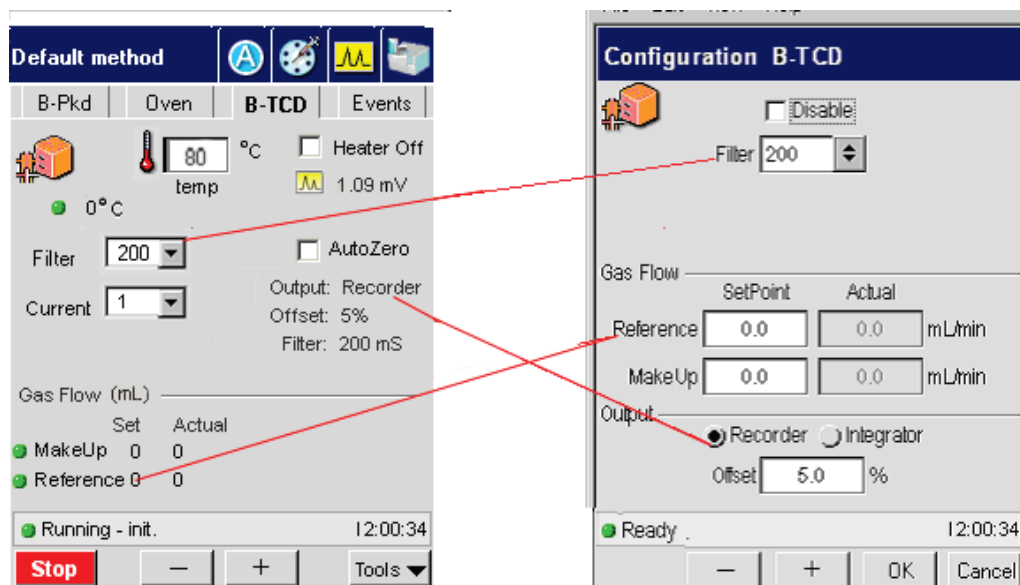 Default method
B-Pkd Oven B-TCD Events
80 °C Heater Off
temp 1.09 mV
0°C
Filter 200 AutoZero
Current 1 Output: Recorder
Offset: 5%
Filter: 200 mS
Gas Flow (mL)
Set Actual
MakeUp 0 0
Reference 0 0
Running - init. 12:00:34
Stop − + Tools
Configuration B-TCD
Disable
Filter 200
Gas Flow
SetPoint Actual
Reference 0.0 0.0 mL/min
MakeUp 0.0 0.0 mL/min
Output
Recorder Integrator
Offset 5.0 %
Ready . 12:00:34
− + OK Cancel